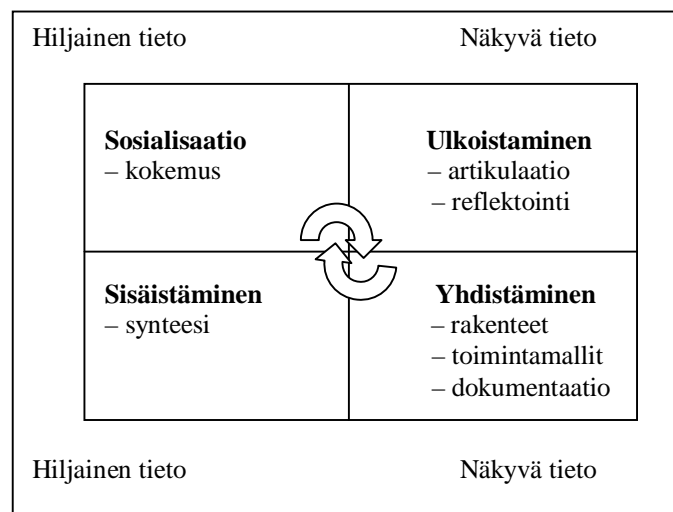 Hiljainen tieto
Näkyvä tieto
Sosialisaatio
– kokemus
Ulkoistaminen
– artikulaatio
– reflektointi
Sisäistäminen
– synteesi
Yhdistäminen
– rakenteet
– toimintamallit
– dokumentaatio
Hiljainen tieto
Näkyvä tieto